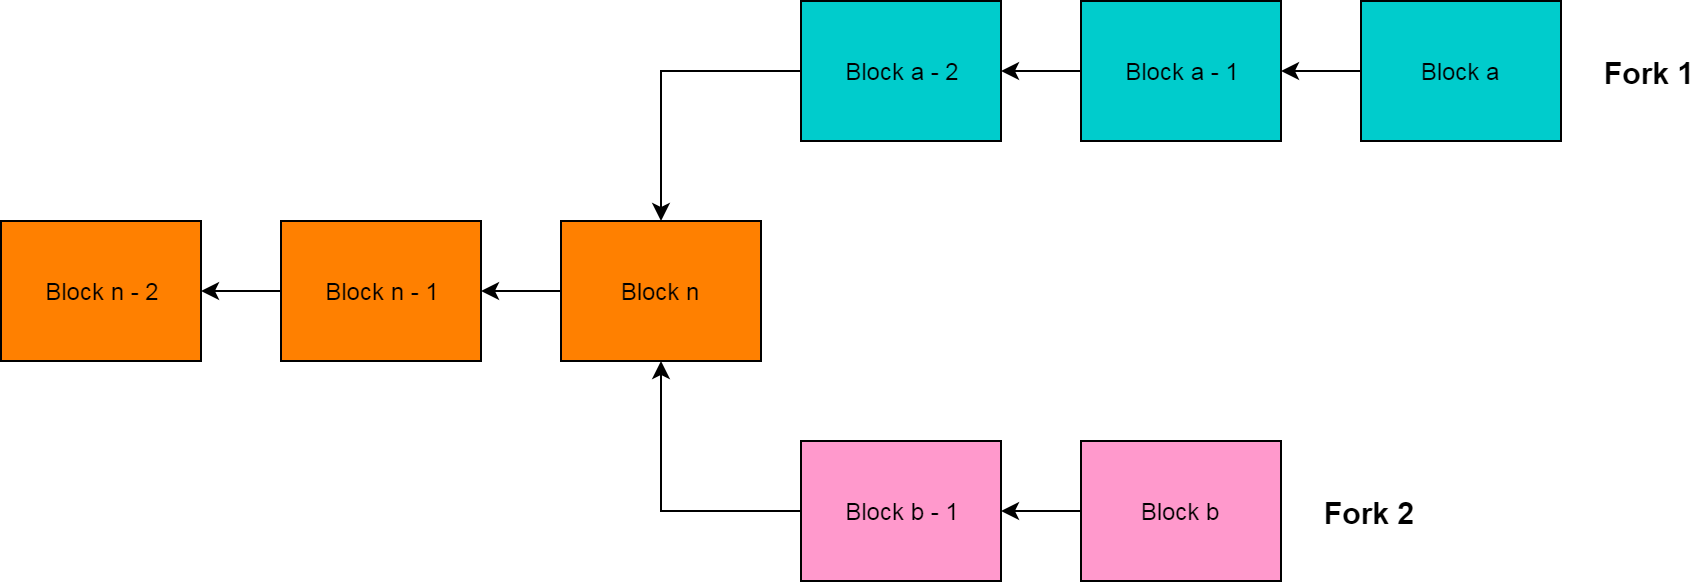 Block a - 2
Block a - 1
Block a
Fork 1
Block n - 2
Block n - 1
Block n
Block b - 1
Block b
Fork 2